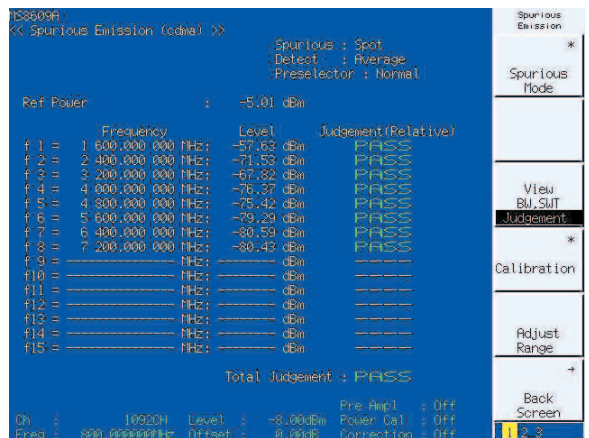 MS8609A
<< Spurious Emission (cdma) >>
Spurious : Spot
Detect : Average
Preselector : Normal
Ref Power : -5.01 dBm
Frequency Level Judgement(Relative)
f 1 = 1 600.000 000 MHz: -57.63 dBm PASS
f 2 = 2 400.000 000 MHz: -71.53 dBm PASS
f 3 = 3 200.000 000 MHz: -67.82 dBm PASS
f 4 = 4 000.000 000 MHz: -76.37 dBm PASS
f 5 = 4 800.000 000 MHz: -75.42 dBm PASS
f 6 = 5 600.000 000 MHz: -79.29 dBm PASS
f 7 = 6 400.000 000 MHz: -80.59 dBm PASS
f 8 = 7 200.000 000 MHz: -80.43 dBm PASS
f 9 = ---------------- MHz: ------- dBm -----
f10 = ---------------- MHz: ------- dBm -----
f11 = ---------------- MHz: ------- dBm -----
f12 = ---------------- MHz: ------- dBm -----
f13 = ---------------- MHz: ------- dBm -----
f14 = ---------------- MHz: ------- dBm -----
f15 = ---------------- MHz: ------- dBm -----
Total Judgement : PASS
Pre Ampl : Off
Ch : 1092CH Level : -8.00dBm Power Cal : Off
Freq : 800.000000MHz Offset : 0.00dB Correction : Off
Spurious
Emission
*
Spurious
Mode
View
BW,SWT
Judgement
*
Calibration
Adjust
Range
→
Back
Screen
1 2 3